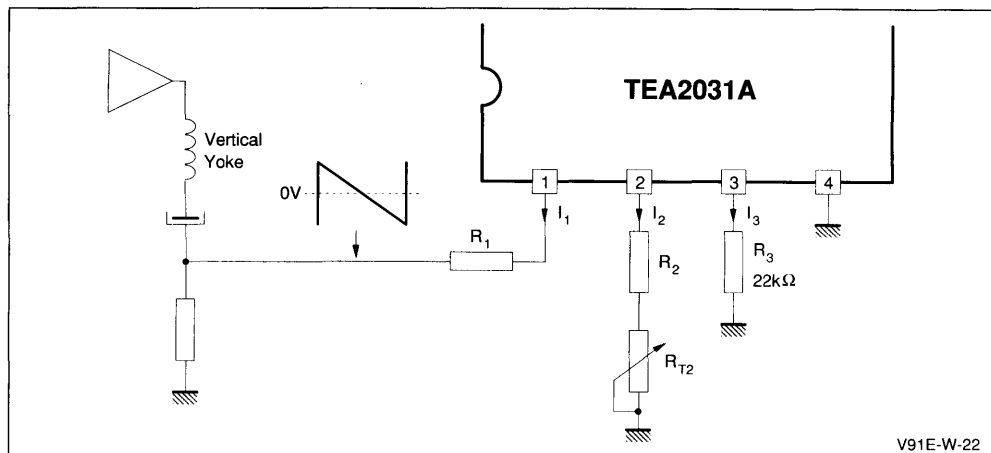 TEA2031A
Vertical
Yoke
0V
1
2
3
4
I1
I2
I3
R1
R2
R3
22kΩ
RT2
V91E-W-22